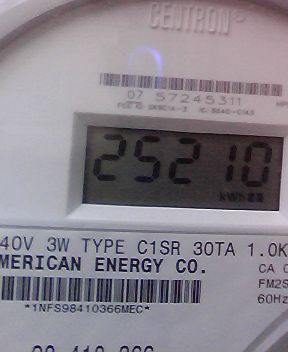 CENTRON®
07 57245311
25210
kWh
40V 3W TYPE C1SR 30TA 1.0K
MERICAN ENERGY CO.
CA 0
FM2S
60Hz
*1NFS98410366MEC*